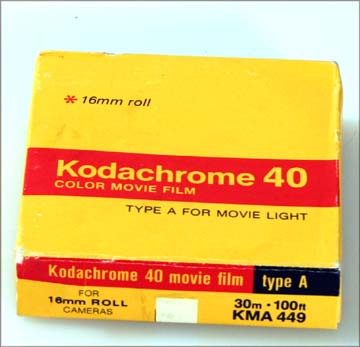 * 16mm roll
Kodachrome 40
COLOR MOVIE FILM
TYPE A FOR MOVIE LIGHT
Kodachrome 40 movie film type A
FOR
16mm ROLL
CAMERAS
30m · 100ft
KMA 449